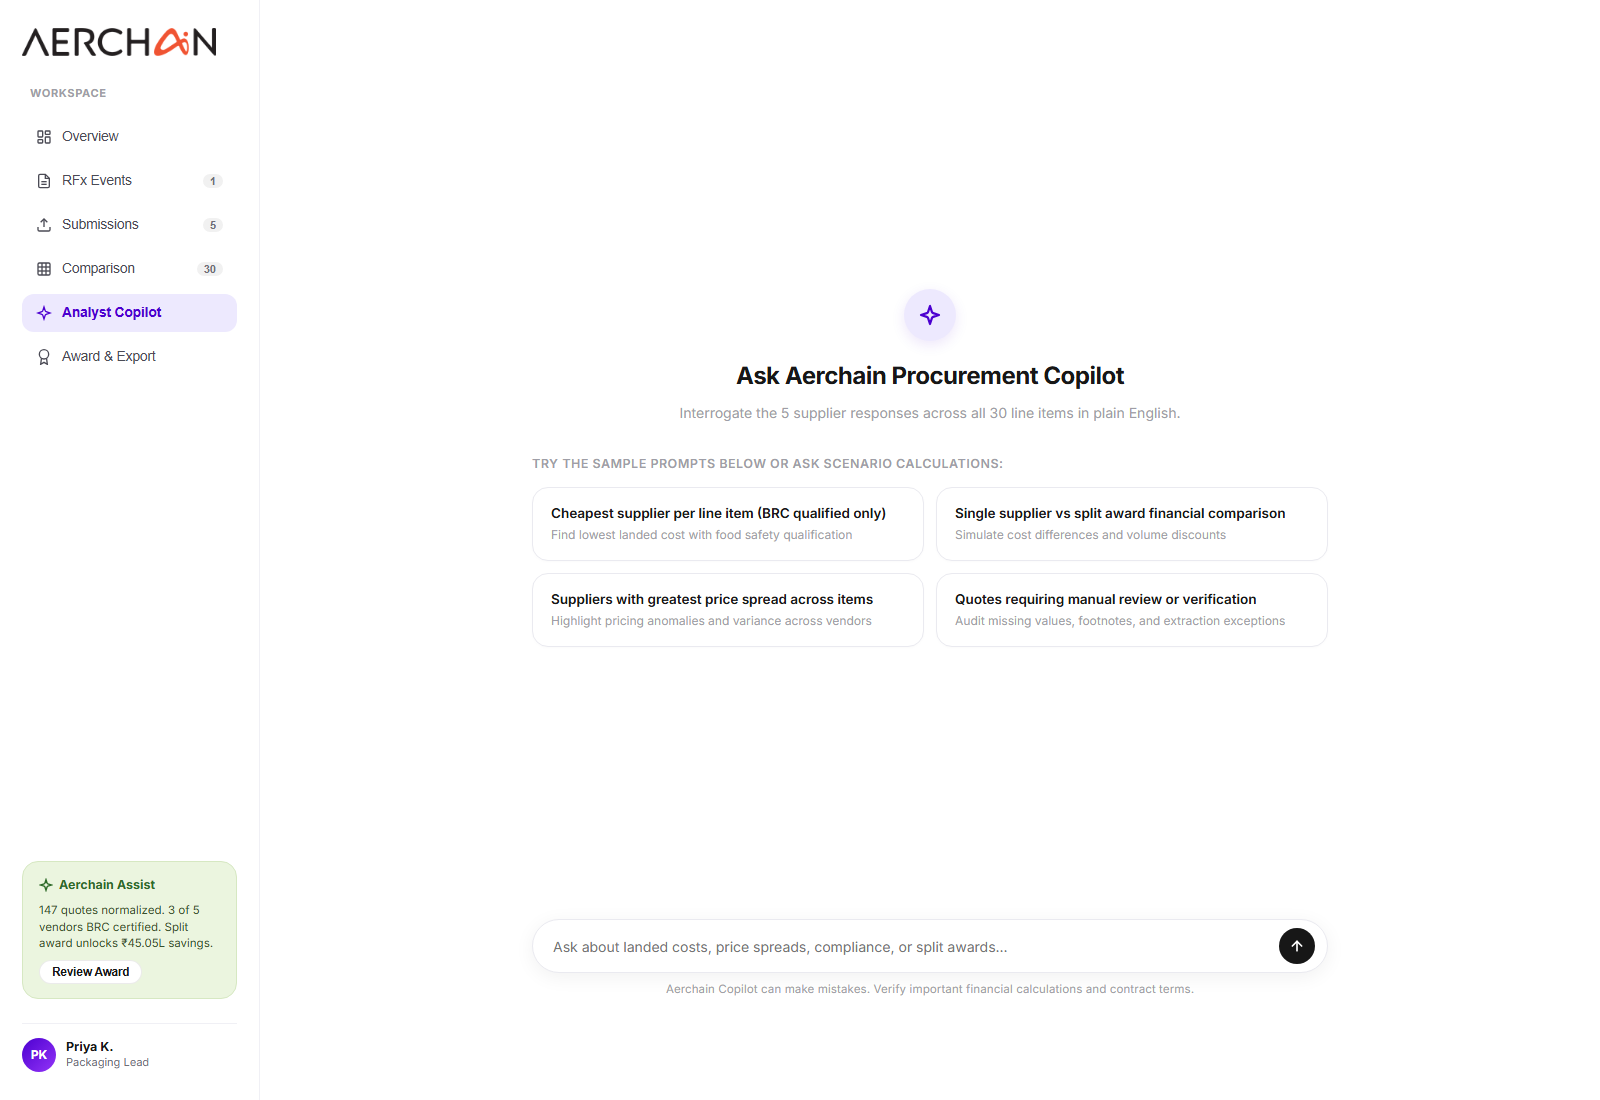 AERCHAIN
WORKSPACE
Overview
RFx Events 1
Submissions 5
Comparison 30
Analyst Copilot
Award & Export
Ask Aerchain Procurement Copilot
Interrogate the 5 supplier responses across all 30 line items in plain English.
TRY THE SAMPLE PROMPTS BELOW OR ASK SCENARIO CALCULATIONS:
Cheapest supplier per line item (BRC qualified only)
Find lowest landed cost with food safety qualification
Single supplier vs split award financial comparison
Simulate cost differences and volume discounts
Suppliers with greatest price spread across items
Highlight pricing anomalies and variance across vendors
Quotes requiring manual review or verification
Audit missing values, footnotes, and extraction exceptions
Aerchain Assist
147 quotes normalized. 3 of 5
vendors BRC certified. Split
award unlocks ₹45.05L savings.
Review Award
Ask about landed costs, price spreads, compliance, or split awards...
Aerchain Copilot can make mistakes. Verify important financial calculations and contract terms.
PK
Priya K.
Packaging Lead